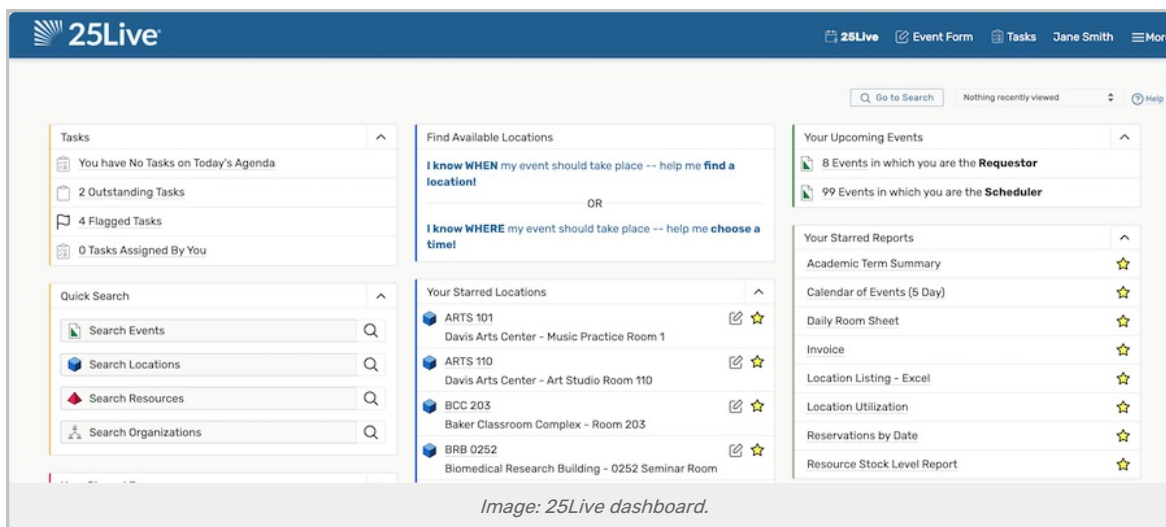 25Live
25Live
Event Form
Tasks
Jane Smith
Mor
Go to Search
Nothing recently viewed
Help
Tasks
You have No Tasks on Today's Agenda
2 Outstanding Tasks
4 Flagged Tasks
0 Tasks Assigned By You
Quick Search
Search Events
Search Locations
Search Resources
Search Organizations
Find Available Locations
I know WHEN my event should take place -- help me find a
location!
OR
I know WHERE my event should take place -- help me choose a
time!
Your Starred Locations
ARTS 101
Davis Arts Center - Music Practice Room 1
ARTS 110
Davis Arts Center - Art Studio Room 110
BCC 203
Baker Classroom Complex - Room 203
BRB 0252
Biomedical Research Building - 0252 Seminar Room
Your Upcoming Events
8 Events in which you are the Requestor
99 Events in which you are the Scheduler
Your Starred Reports
Academic Term Summary
Calendar of Events (5 Day)
Daily Room Sheet
Invoice
Location Listing - Excel
Location Utilization
Reservations by Date
Resource Stock Level Report
Image: 25Live dashboard.